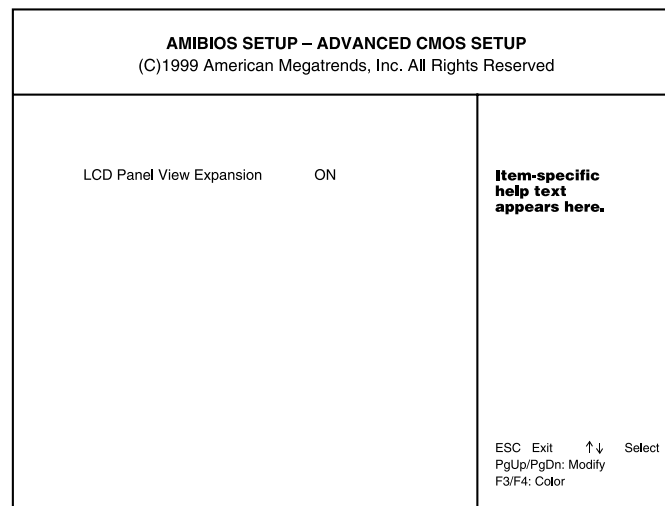 AMIBIOS SETUP – ADVANCED CMOS SETUP
(C)1999 American Megatrends, Inc. All Rights Reserved
LCD Panel View Expansion ON
Item-specific
help text
appears here.
ESC Exit ↑↓ Select
PgUp/PgDn: Modify
F3/F4: Color